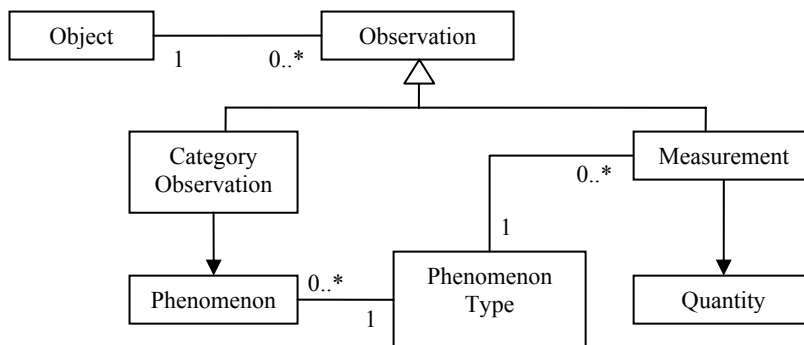 Object
Observation
1
0..*
Category
Observation
Measurement
0..*
1
Phenomenon
0..*
1
Phenomenon
Type
Quantity